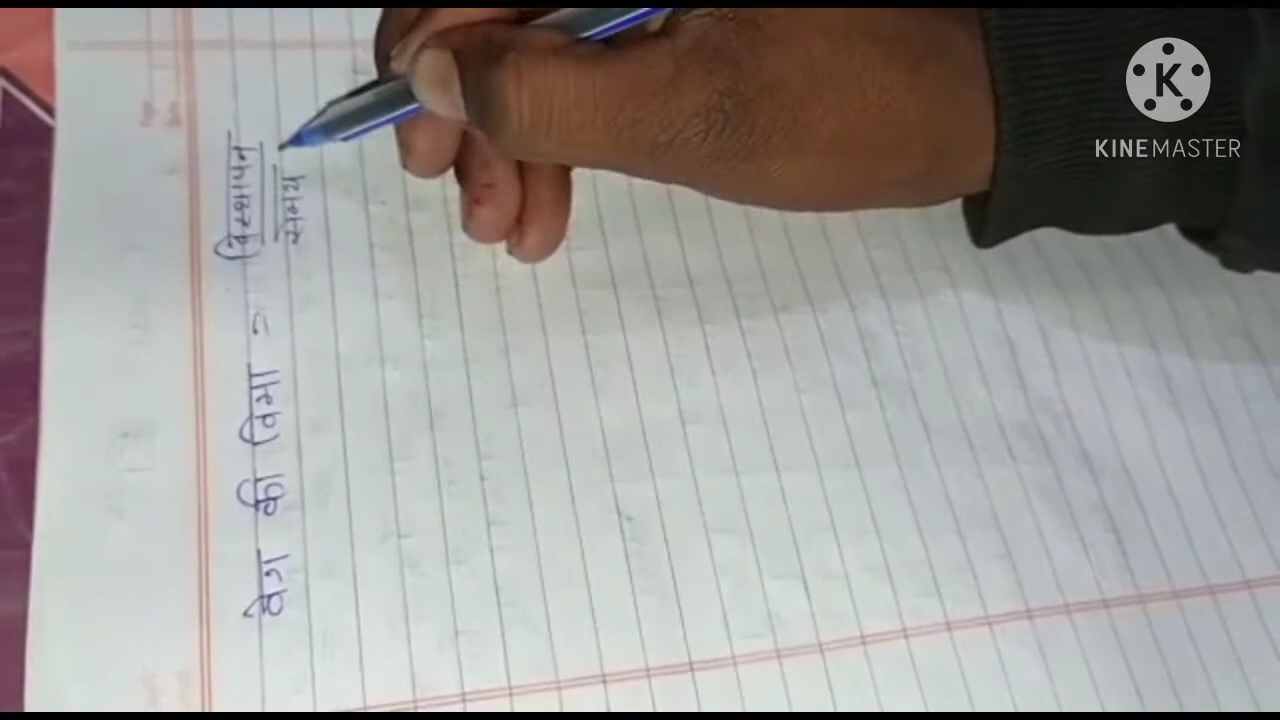 वेग की विमा = विस्थापन
समय
KINEMASTER